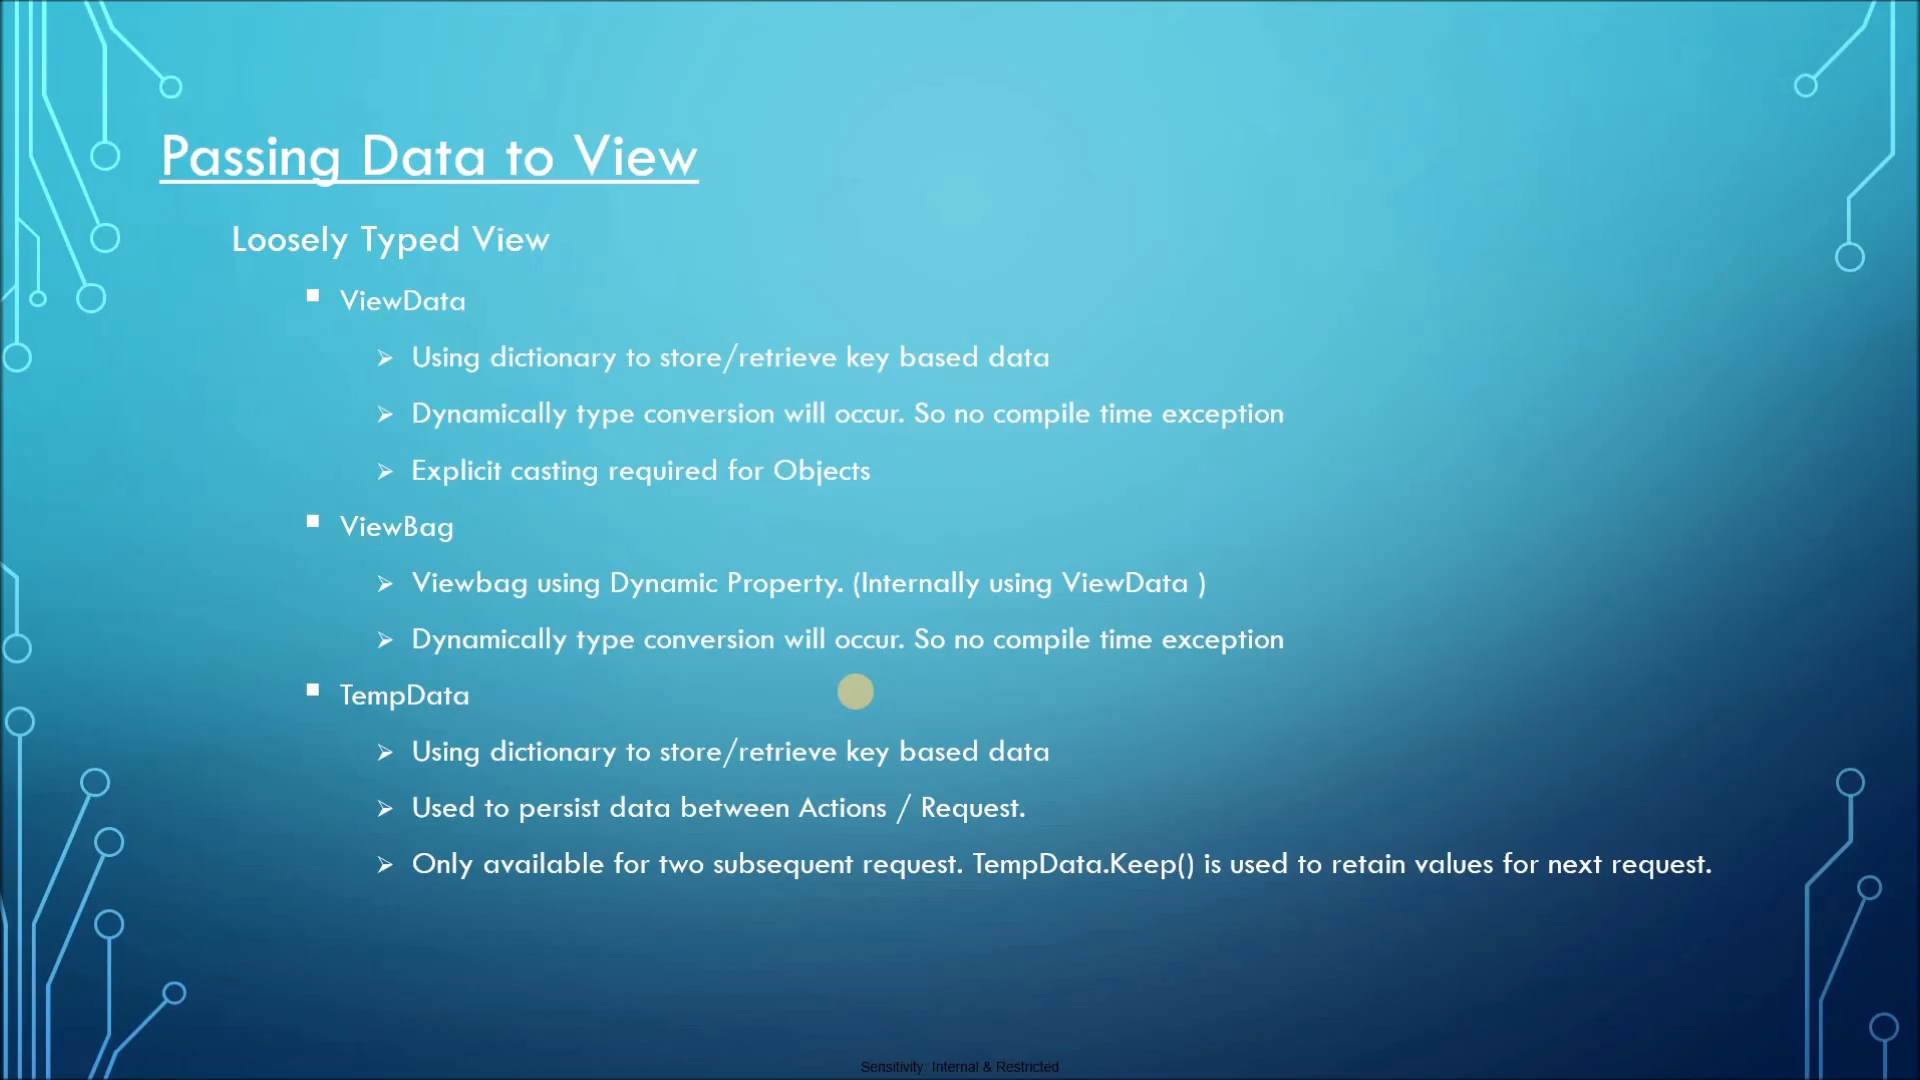 Passing Data to View
Loosely Typed View
▪ ViewData
➢ Using dictionary to store/retrieve key based data
➢ Dynamically type conversion will occur. So no compile time exception
➢ Explicit casting required for Objects
▪ ViewBag
➢ Viewbag using Dynamic Property. (Internally using ViewData )
➢ Dynamically type conversion will occur. So no compile time exception
▪ TempData
➢ Using dictionary to store/retrieve key based data
➢ Used to persist data between Actions / Request.
➢ Only available for two subsequent request. TempData.Keep() is used to retain values for next request.
Sensitivity: Internal & Restricted